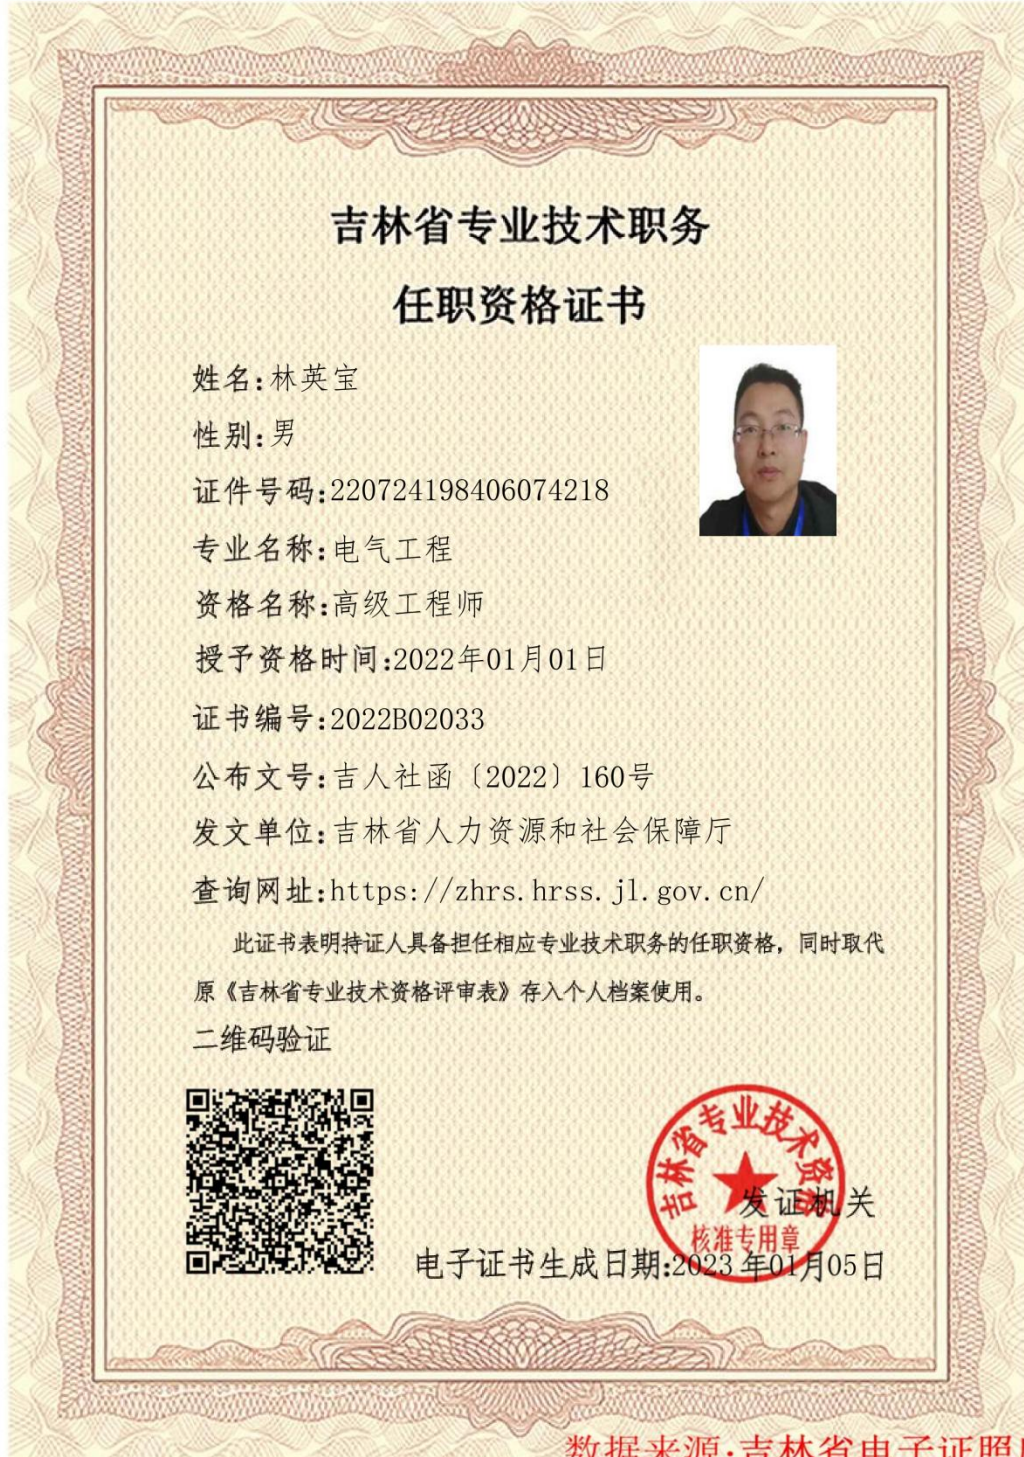 吉林省专业技术职务
任职资格证书
姓名:林英宝
性别:男
证件号码:220724198406074218
专业名称:电气工程
资格名称:高级工程师
授予资格时间:2022年01月01日
证书编号:2022B02033
公布文号:吉人社函〔2022〕160号
发文单位:吉林省人力资源和社会保障厅
查询网址:https://zhrs.hrss.jl.gov.cn/
此证书表明持证人具备担任相应专业技术职务的任职资格，同时取代
原《吉林省专业技术资格评审表》存入个人档案使用。
二维码验证
吉林省专业技术资格
核准专用章
发证机关
电子证书生成日期:2023年01月05日
数据来源:吉林省电子证照